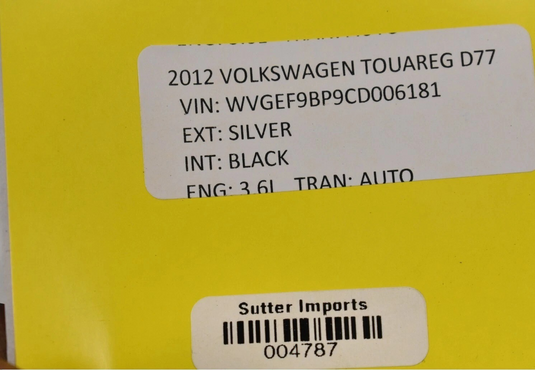 2012 VOLKSWAGEN TOUAREG D77
VIN: WVGEF9BP9CD006181
EXT: SILVER
INT: BLACK
ENG: 3.6L TRAN: AUTO
Sutter Imports
004787